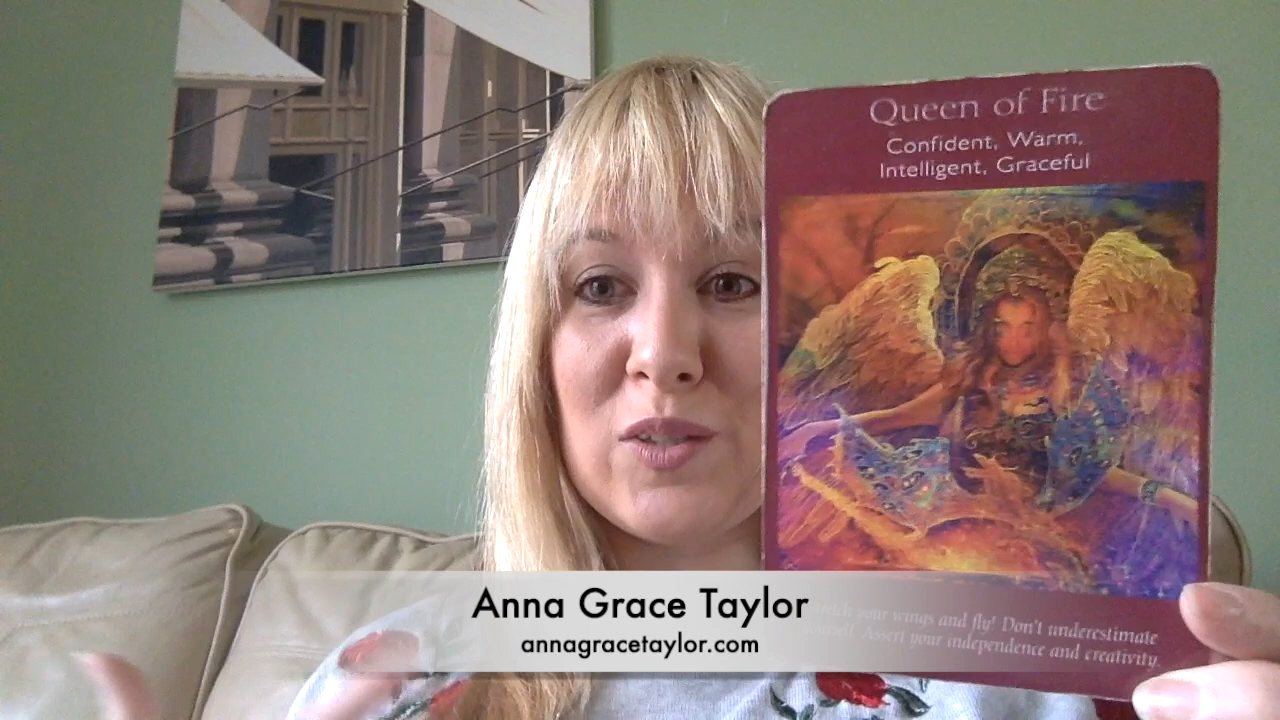 Queen of Fire
Confident, Warm,
Intelligent, Graceful
your wings and fly! Don't underestimate
Assert your independence and creativity.
Anna Grace Taylor
annagracetaylor.com